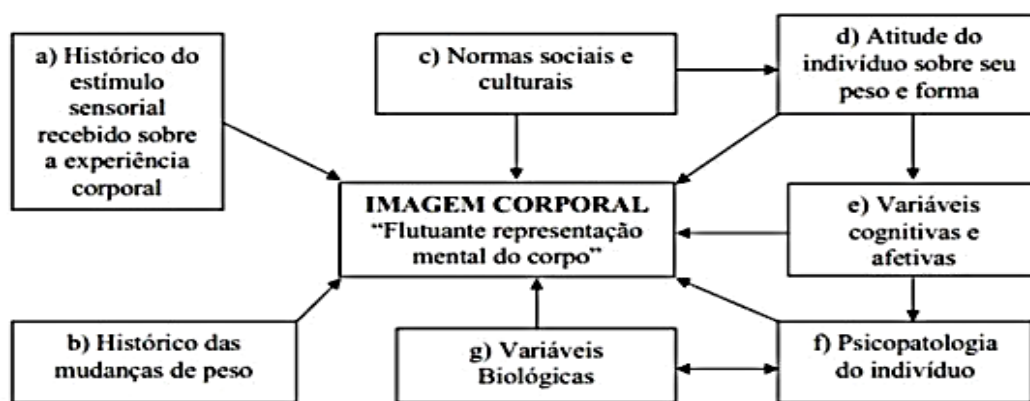 a) Histórico do
estímulo
sensorial
recebido sobre
a experiência
corporal
c) Normas sociais e
culturais
d) Atitude do
indivíduo sobre seu
peso e forma
IMAGEM CORPORAL
“Flutuante representação
mental do corpo”
e) Variáveis
cognitivas e
afetivas
b) Histórico das
mudanças de peso
g) Variáveis
Biológicas
f) Psicopatologia
do indivíduo